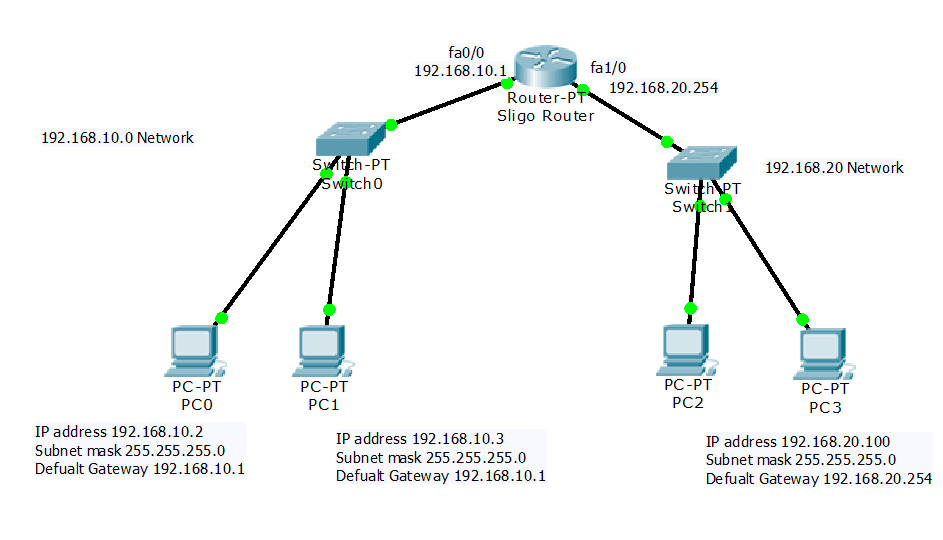 fa0/0
192.168.10.1
fa1/0
192.168.20.254
Router-PT
Sligo Router
192.168.10.0 Network
Switch-PT
Switch0
192.168.20 Network
Switch-PT
Switch1
PC-PT
PC0
PC-PT
PC1
PC-PT
PC2
PC-PT
PC3
IP address 192.168.10.2
Subnet mask 255.255.255.0
Defualt Gateway 192.168.10.1
IP address 192.168.10.3
Subnet mask 255.255.255.0
Defualt Gateway 192.168.10.1
IP address 192.168.20.100
Subnet mask 255.255.255.0
Defualt Gateway 192.168.20.254